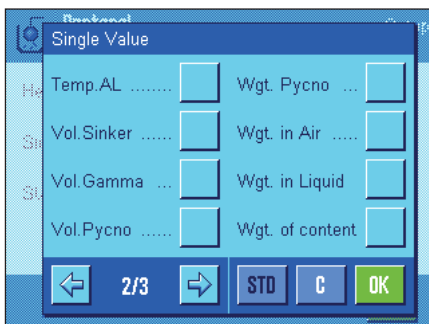 Protocol
Single Value
Temp.AL ........
Wgt. Pycno ...
Vol.Sinker ......
Wgt. in Air .....
Vol.Gamma ...
Wgt. in Liquid
Vol.Pycno ......
Wgt. of content
2/3
STD
C
OK